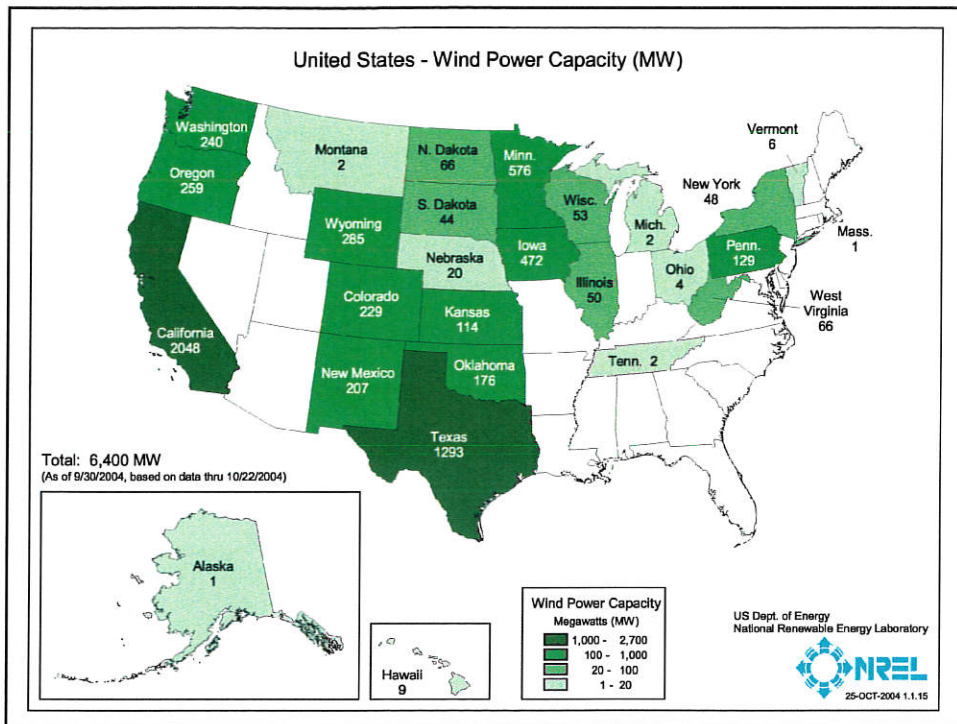 United States - Wind Power Capacity (MW)
Washington
240
Oregon
259
California
2048
Montana
2
Wyoming
285
Colorado
229
New Mexico
207
N. Dakota
66
S. Dakota
44
Nebraska
20
Kansas
114
Oklahoma
176
Texas
1293
Minn.
576
Iowa
472
Wisc.
53
Illinois
50
Mich.
2
Ohio
4
Tenn. 2
Vermont
6
New York
48
Mass.
1
Penn.
129
West
Virginia
66
Total: 6,400 MW
(As of 9/30/2004, based on data thru 10/22/2004)
Alaska
1
Hawaii
9
Wind Power Capacity
Megawatts (MW)
1,000 - 2,700
100 - 1,000
20 - 100
1 - 20
US Dept. of Energy
National Renewable Energy Laboratory
NREL
25-OCT-2004 1.1.15